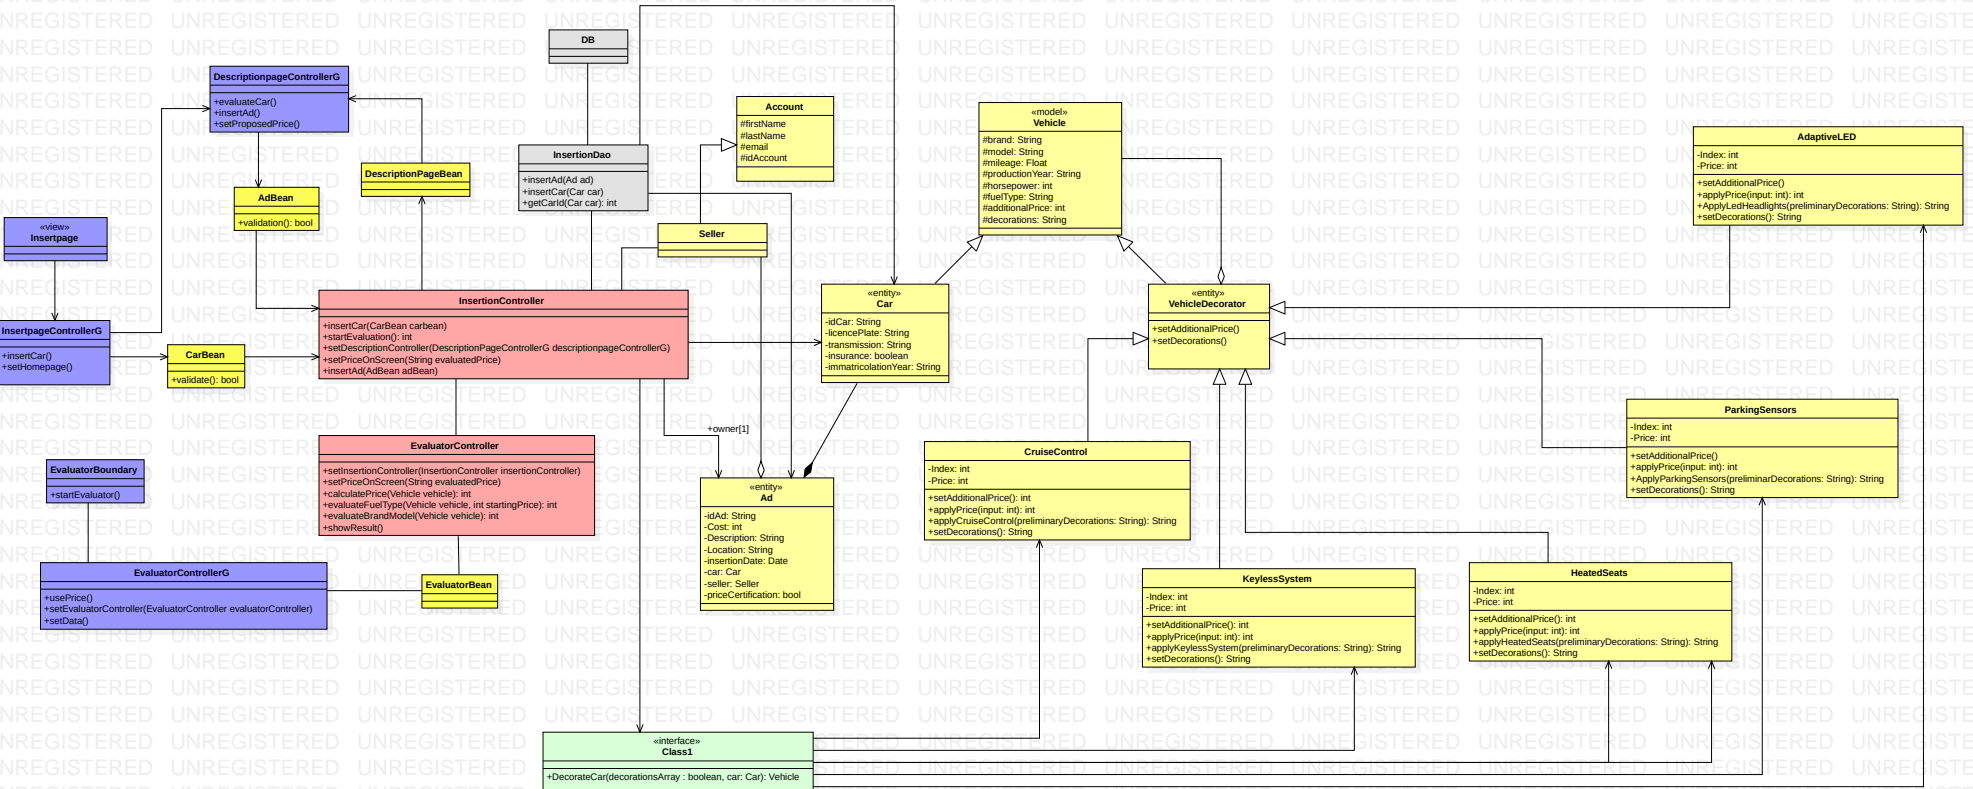 DB
DescriptionpageControllerG
+evaluateCar()
+insertAd()
+setProposedPrice()
Account
#firstName
#lastName
#email
#idAccount
«model»
Vehicle
#brand: String
#model: String
#mileage: Float
#productionYear: String
#horsepower: int
#fuelType: String
#additionalPrice: int
#decorations: String
AdaptiveLED
-Index: int
-Price: int
+setAdditionalPrice()
+applyPrice(input: int): int
+ApplyLedHeadlights(preliminaryDecorations: String): String
+setDecorations(): String
InsertionDao
+insertAd(Ad ad)
+insertCar(Car car)
+getCarId(Car car): int
DescriptionPageBean
AdBean
+validation(): bool
«view»
Insertpage
Seller
InsertionController
+insertCar(CarBean carbean)
+startEvaluation(): int
+setDescriptionController(DescriptionPageControllerG descriptionpageControllerG)
+setPriceOnScreen(String evaluatedPrice)
+insertAd(AdBean adBean)
«entity»
Car
-idCar: String
-licencePlate: String
-transmission: String
-insurance: boolean
-immatricolationYear: String
«entity»
VehicleDecorator
+setAdditionalPrice()
+setDecorations()
InsertpageControllerG
+insertCar()
+setHomepage()
CarBean
+validate(): bool
+owner[1]
ParkingSensors
-Index: int
-Price: int
+setAdditionalPrice()
+applyPrice(input: int): int
+ApplyParkingSensors(preliminarDecorations: String): String
+setDecorations(): String
EvaluatorController
+setInsertionController(InsertionController insertionController)
+setPriceOnScreen(String evaluatedPrice)
+calculatePrice(Vehicle vehicle): int
+evaluateFuelType(Vehicle vehicle, int startingPrice): int
+evaluateBrandModel(Vehicle vehicle): int
+showResult()
CruiseControl
-Index: int
-Price: int
+setAdditionalPrice(): int
+applyPrice(input: int): int
+applyCruiseControl(preliminaryDecorations: String): String
+setDecorations(): String
EvaluatorBoundary
+startEvaluator()
«entity»
Ad
-idAd: String
-Cost: int
-Description: String
-Location: String
-insertionDate: Date
-car: Car
-seller: Seller
-priceCertification: bool
EvaluatorControllerG
+usePrice()
+setEvaluatorController(EvaluatorController evaluatorController)
+setData()
EvaluatorBean
KeylessSystem
-Index: int
-Price: int
+setAdditionalPrice(): int
+applyPrice(input: int): int
+applyKeylessSystem(preliminaryDecorations: String): String
+setDecorations(): String
HeatedSeats
-Index: int
-Price: int
+setAdditionalPrice(): int
+applyPrice(input: int): int
+applyHeatedSeats(preliminaryDecorations: String): String
+setDecorations(): String
«interface»
Class1
+DecorateCar(decorationsArray : boolean, car: Car): Vehicle
UNREGISTERED